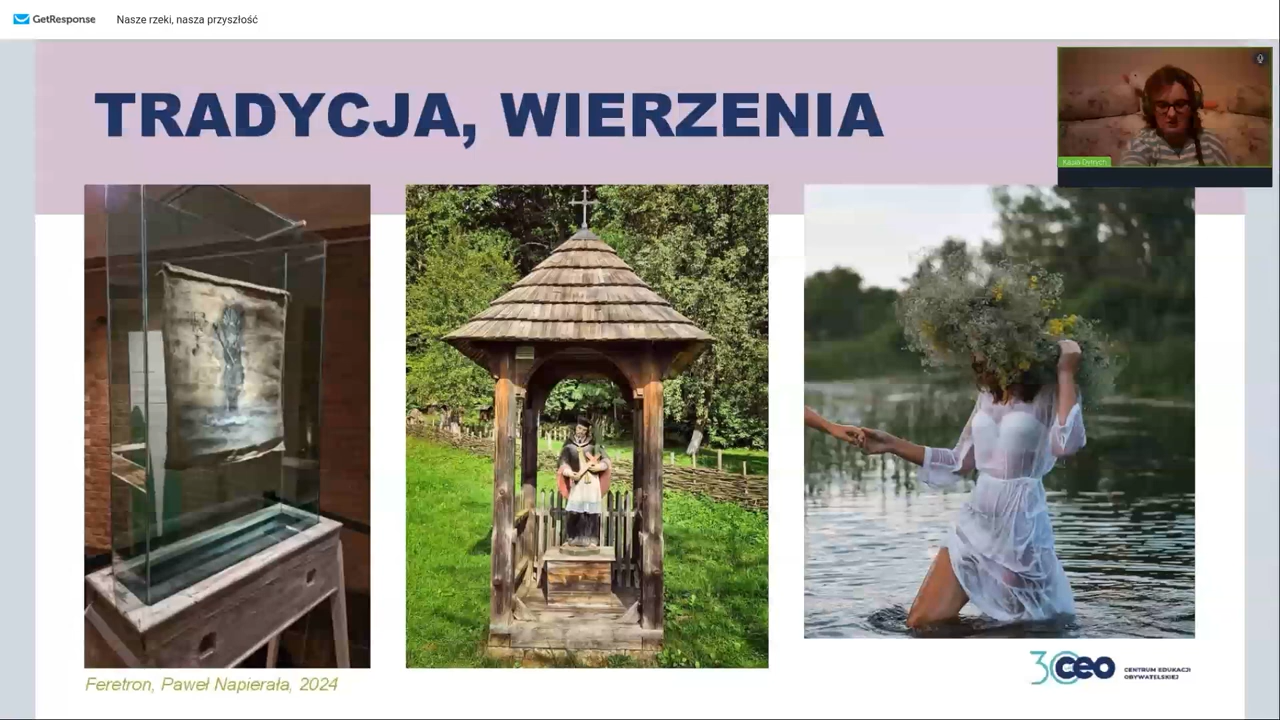 GetResponse
Nasze rzeki, nasza przyszłość
TRADYCJA, WIERZENIA
Feretron, Paweł Napierała, 2024
30 ceo
CENTRUM EDUKACJI
OBYWATELSKIEJ